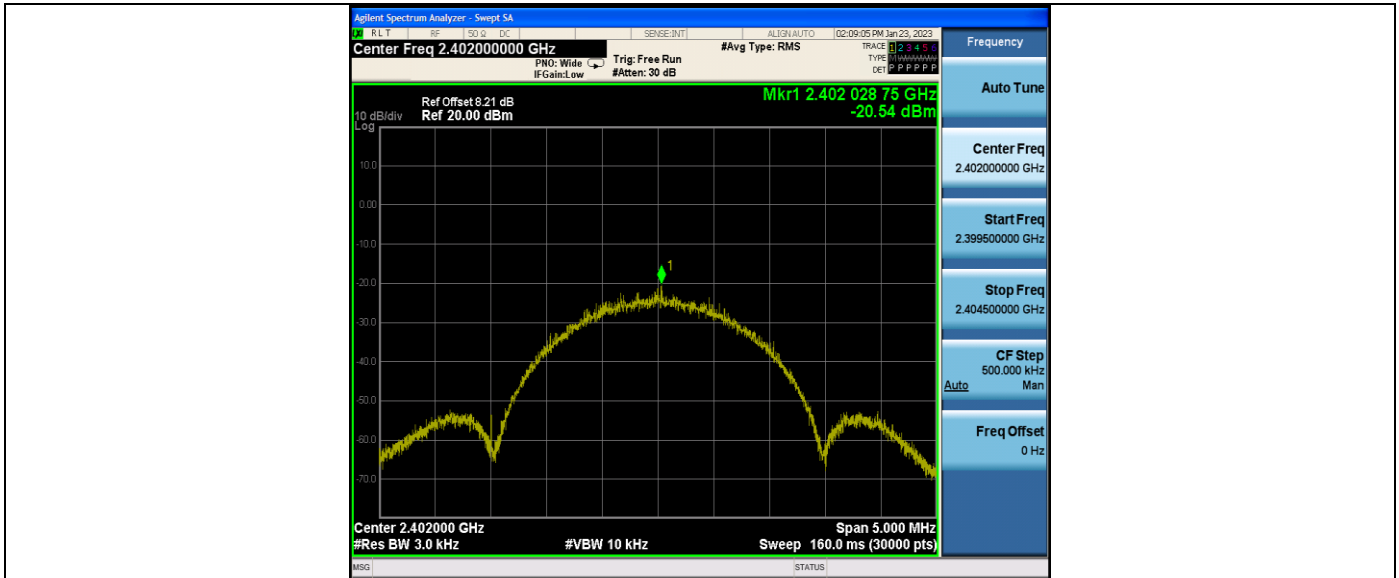 Agilent Spectrum Analyzer - Swept SA
RL T RF 50 Ω DC SENSE:INT ALIGN AUTO 02:09:05 PM Jan 23, 2023
Center Freq 2.402000000 GHz
PNO: Wide
IFGain:Low
Trig: Free Run
#Atten: 30 dB
#Avg Type: RMS
TRACE 1 2 3 4 5 6
TYPE M
DET P P P P P P
Mkr1 2.402 028 75 GHz
-20.54 dBm
Ref Offset 8.21 dB
10 dB/div Ref 20.00 dBm
Log
10.0
0.00
-10.0
-20.0
-30.0
-40.0
-50.0
-60.0
-70.0
1
Center 2.402000 GHz Span 5.000 MHz
#Res BW 3.0 kHz #VBW 10 kHz Sweep 160.0 ms (30000 pts)
MSG STATUS
Frequency
Auto Tune
Center Freq
2.402000000 GHz
Start Freq
2.399500000 GHz
Stop Freq
2.404500000 GHz
CF Step
500.000 kHz
Auto Man
Freq Offset
0 Hz